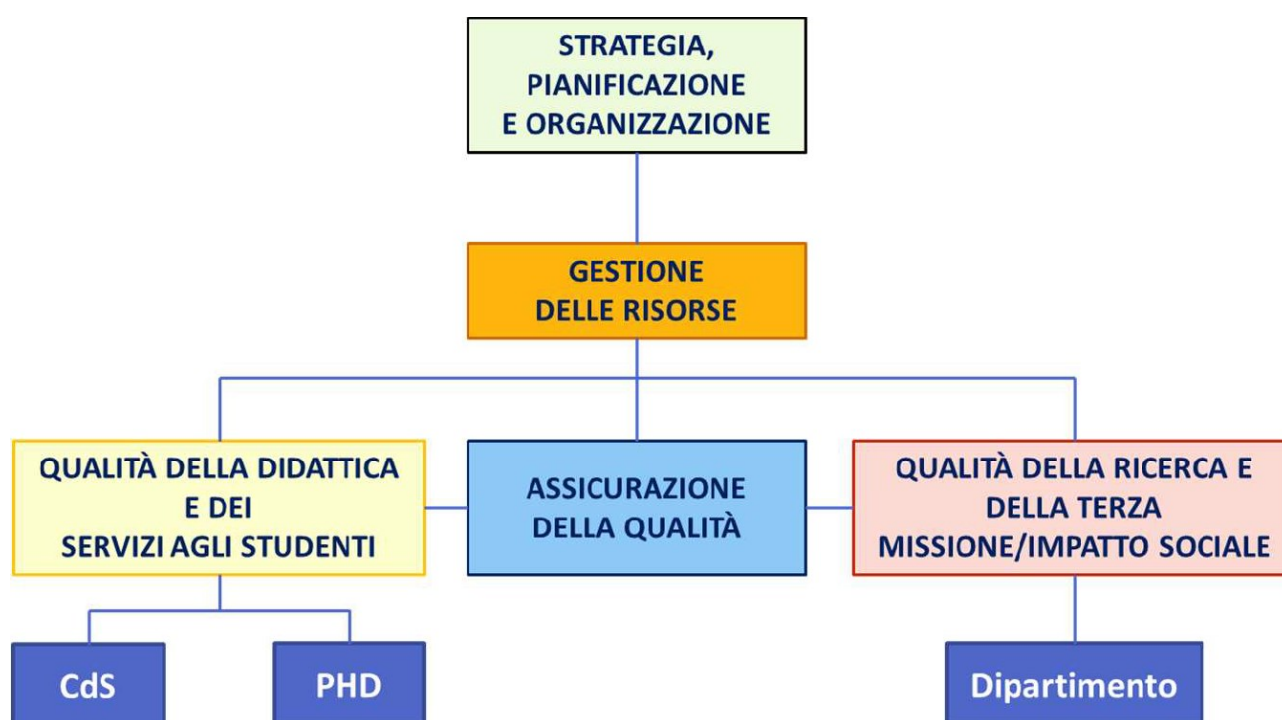 STRATEGIA,
PIANIFICAZIONE
E ORGANIZZAZIONE
GESTIONE
DELLE RISORSE
QUALITÀ DELLA DIDATTICA
E DEI
SERVIZI AGLI STUDENTI
ASSICURAZIONE
DELLA QUALITÀ
QUALITÀ DELLA RICERCA E
DELLA TERZA
MISSIONE/IMPATTO SOCIALE
CdS
PHD
Dipartimento